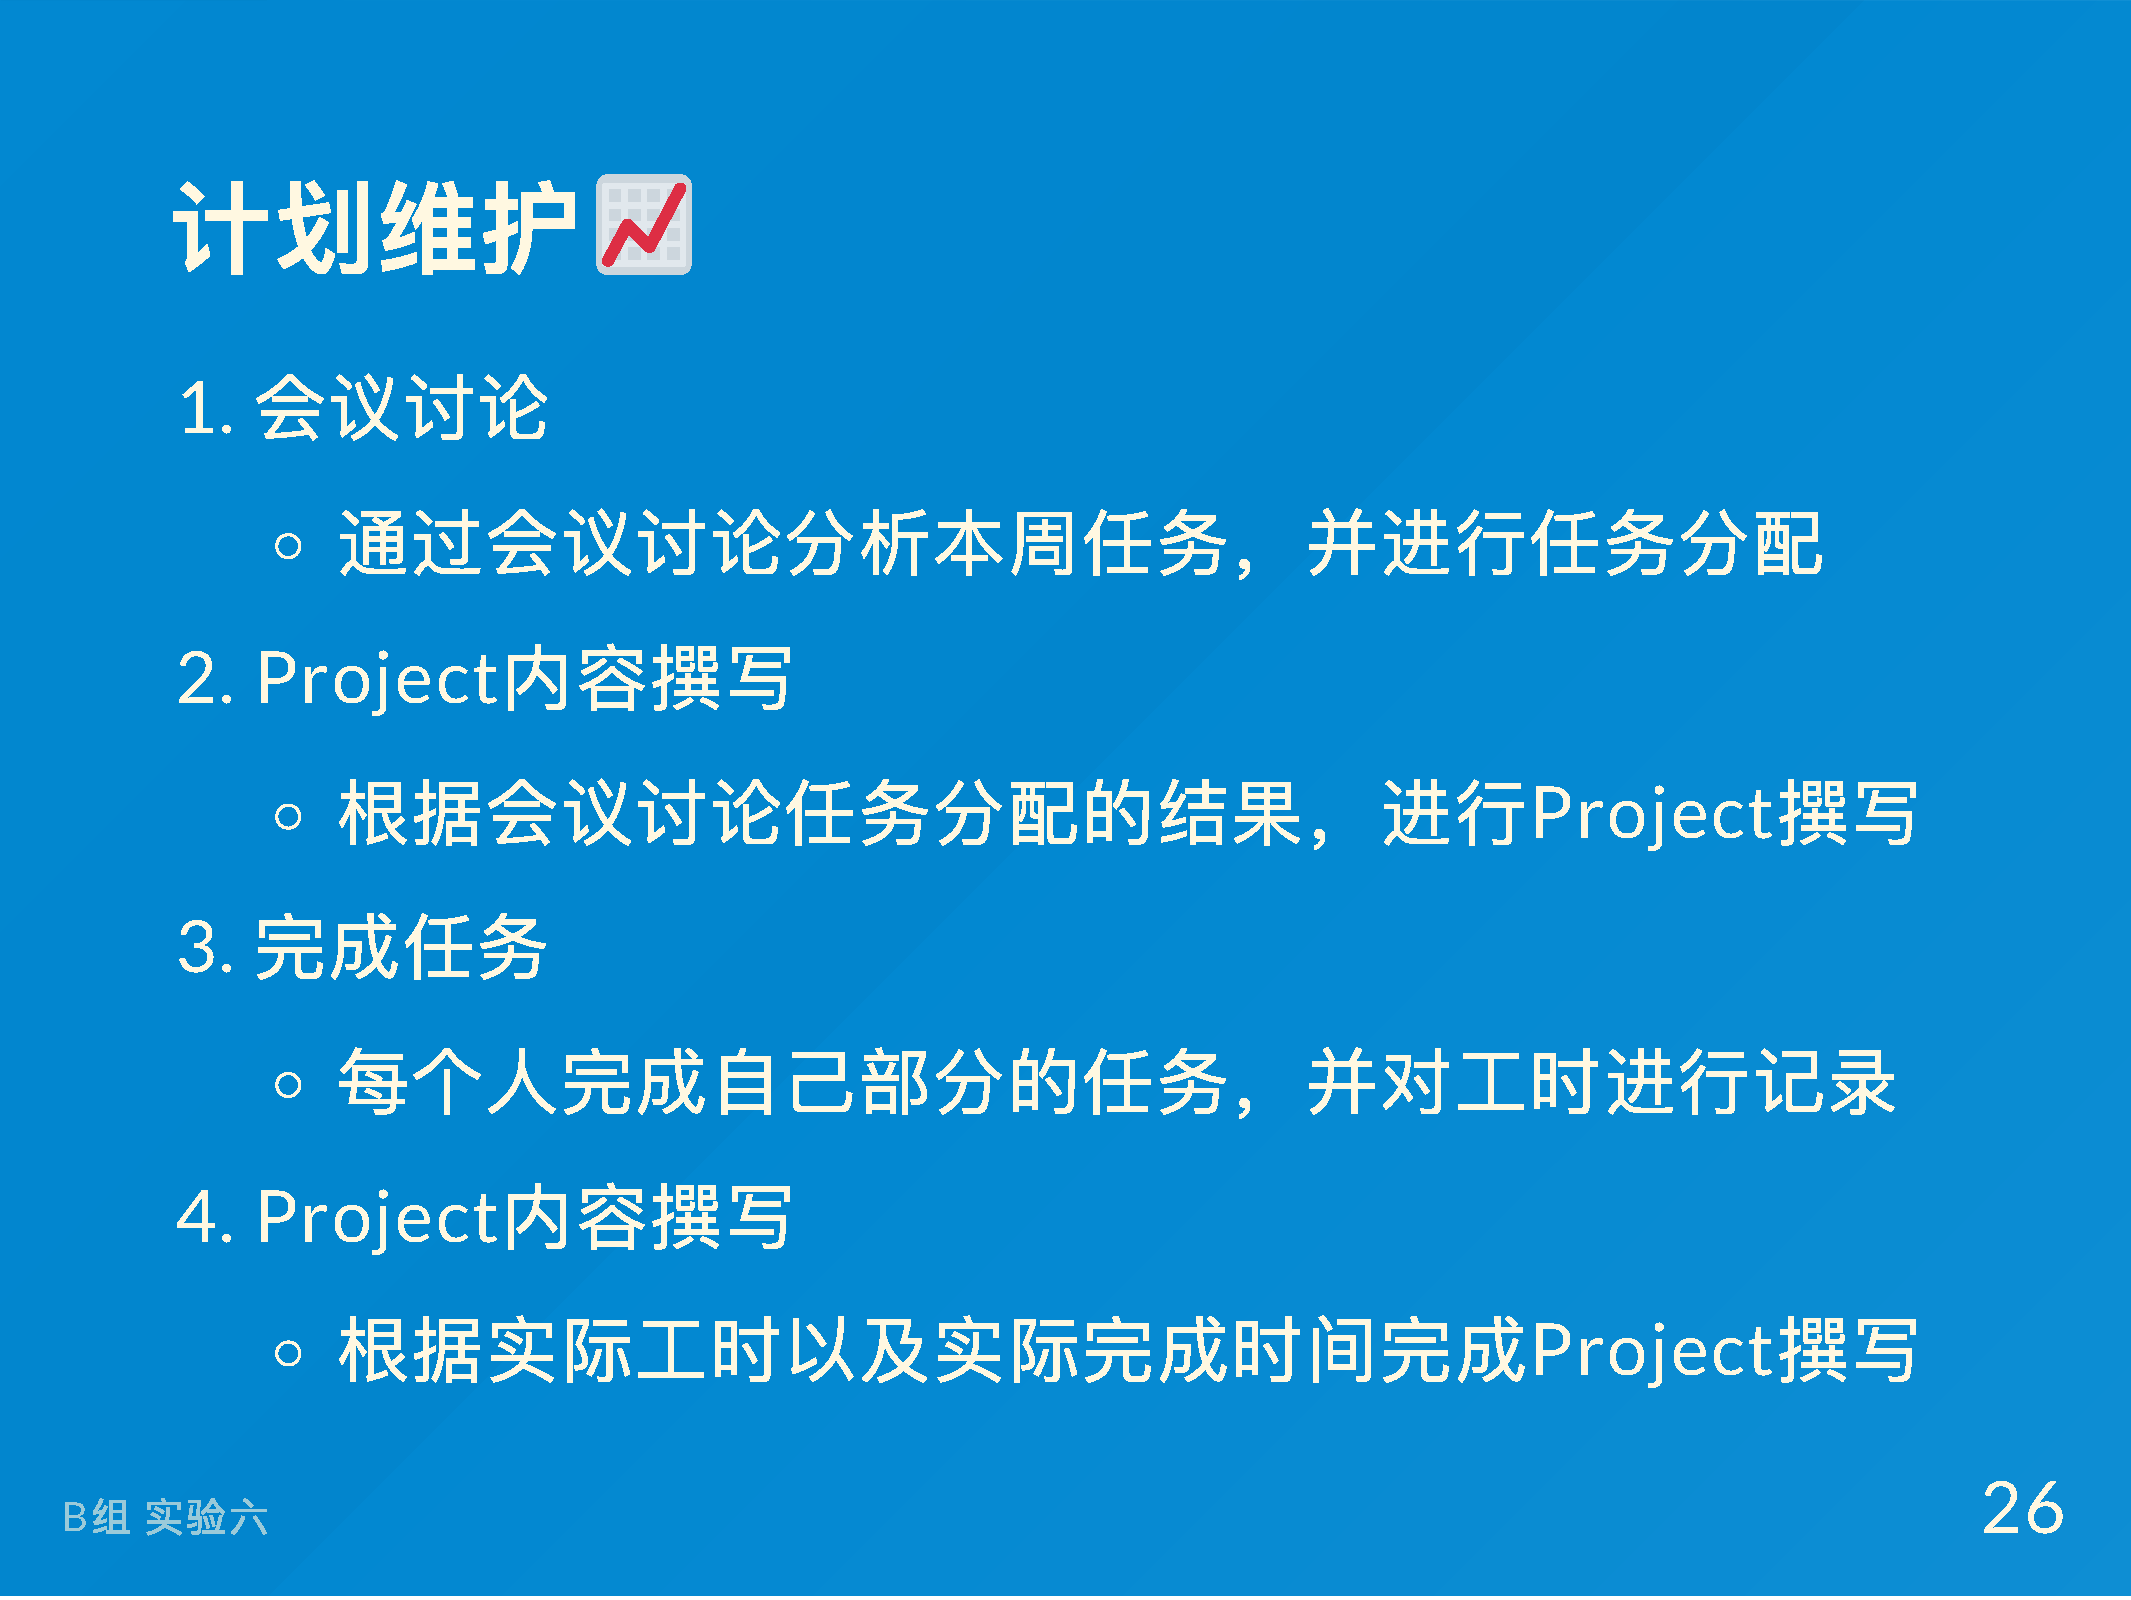 计划维护📈
1. 会议讨论
○ 通过会议讨论分析本周任务，并进行任务分配
2. Project内容撰写
○ 根据会议讨论任务分配的结果，进行Project撰写
3. 完成任务
○ 每个人完成自己部分的任务，并对工时进行记录
4. Project内容撰写
○ 根据实际工时以及实际完成时间完成Project撰写
B组 实验六
26